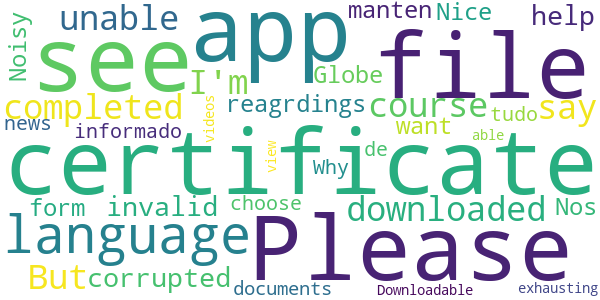 unable manten Nice help
Noisy see app file
I'm Globe
completed reagrdings course say
news informado videos want tudo
able
certificate
view Why de
form invalid choose downloaded Nos
language Please
But corrupted documents Downloadable exhausting